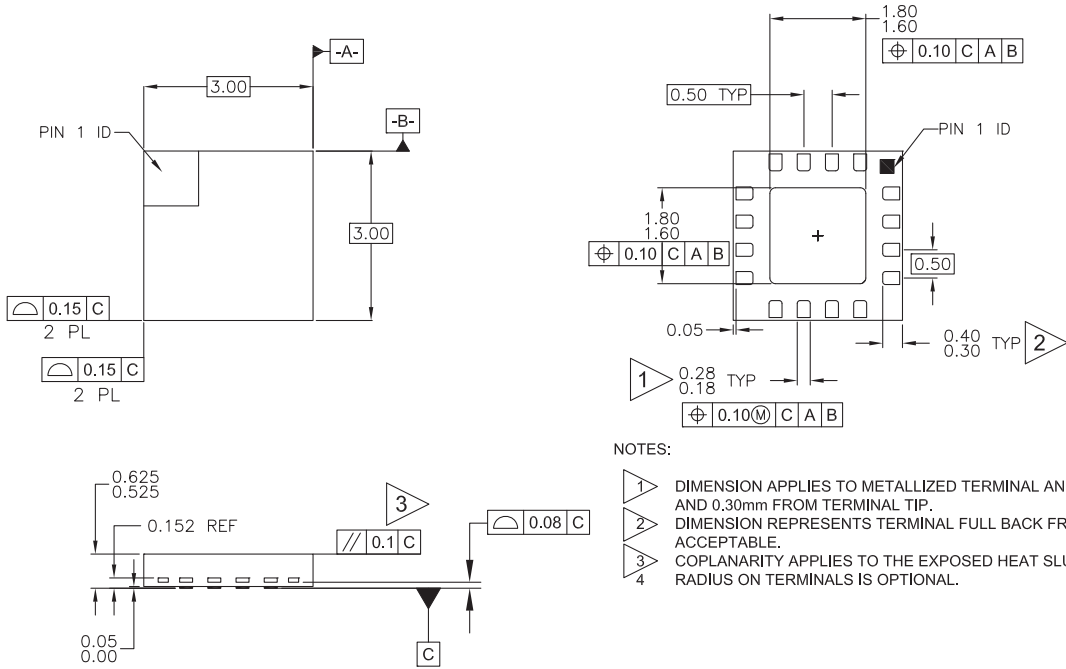 -A-
3.00
PIN 1 ID
-B-
3.00
⌓ 0.15 C
2 PL
⌓ 0.15 C
2 PL
1.80
1.60
⌖ 0.10 C A B
0.50 TYP
PIN 1 ID
1.80
1.60
⌖ 0.10 C A B
0.50
0.05
0.40
0.30 TYP 2
1 0.28
0.18 TYP
⌖ 0.10Ⓜ C A B
0.625
0.525
0.152 REF
3
// 0.1 C
⌓ 0.08 C
0.05
0.00
C
NOTES:
1 DIMENSION APPLIES TO METALLIZED TERMINAL
AND 0.30mm FROM TERMINAL TIP.
2 DIMENSION REPRESENTS TERMINAL FULL BACK
ACCEPTABLE.
3 COPLANARITY APPLIES TO THE EXPOSED HEAT
4 RADIUS ON TERMINALS IS OPTIONAL.